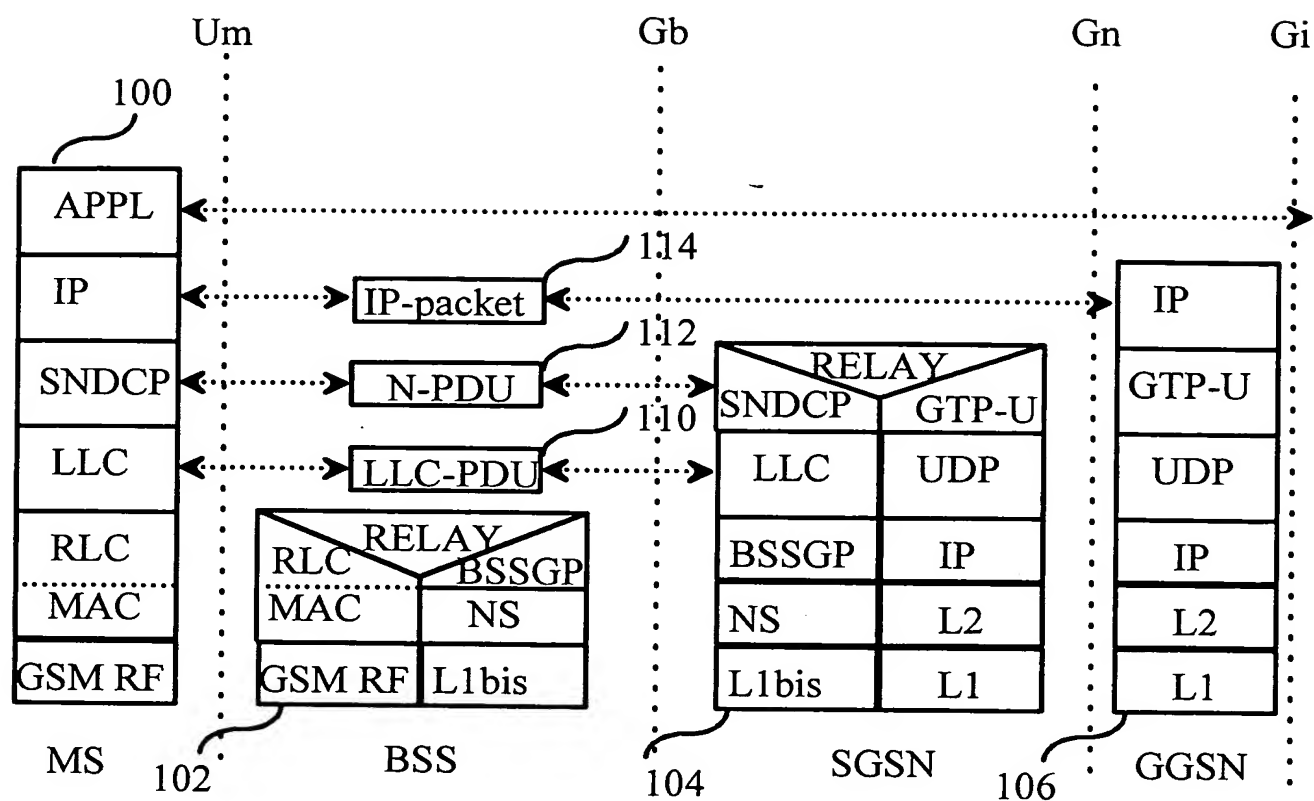 Um Gb Gn Gi
100
APPL
114
IP IP-packet IP
112
RELAY
SNDCP N-PDU SNDCP GTP-U GTP-U
110
LLC LLC-PDU LLC UDP UDP
RELAY
RLC RLC BSSGP BSSGP IP IP
MAC MAC NS NS L2 L2
GSM RF GSM RF L1bis L1bis L1 L1
MS 102 BSS 104 SGSN 106 GGSN